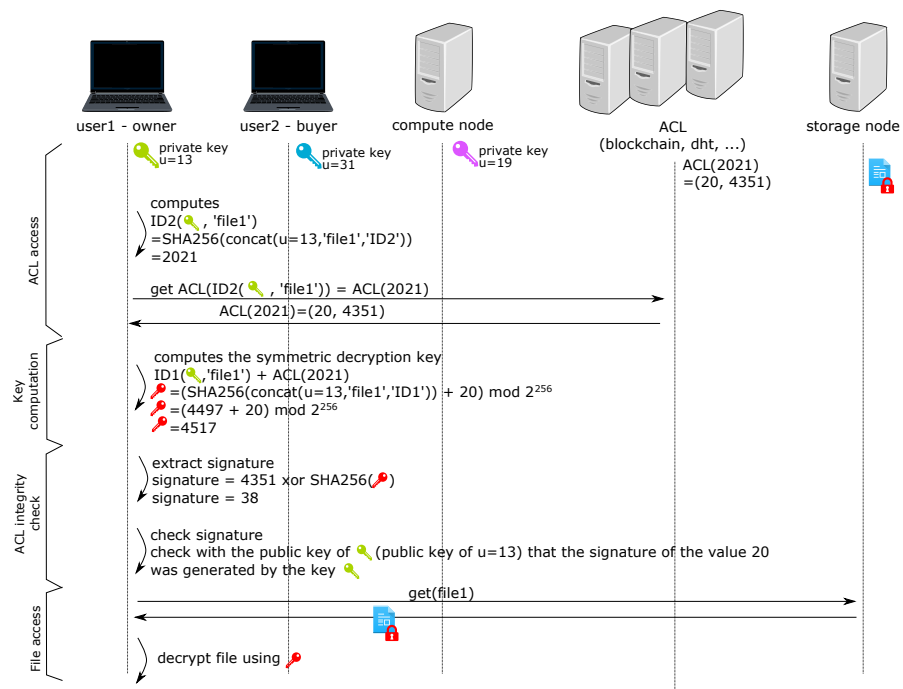 user1 - owner
user2 - buyer
compute node
ACL
(blockchain, dht, ...)
storage node
private key
u=13
private key
u=31
private key
u=19
ACL(2021)
=(20, 4351)
ACL access
computes
ID2( , 'file1')
=SHA256(concat(u=13,'file1','ID2'))
=2021
get ACL(ID2( , 'file1')) = ACL(2021)
ACL(2021)=(20, 4351)
Key
computation
computes the symmetric decryption key
ID1( ,'file1') + ACL(2021)
=(SHA256(concat(u=13,'file1','ID1')) + 20) mod 2²⁵⁶
=(4497 + 20) mod 2²⁵⁶
=4517
ACL integrity
check
extract signature
signature = 4351 xor SHA256( )
signature = 38
check signature
check with the public key of (public key of u=13) that the signature of the value 20
was generated by the key
File access
get(file1)
decrypt file using